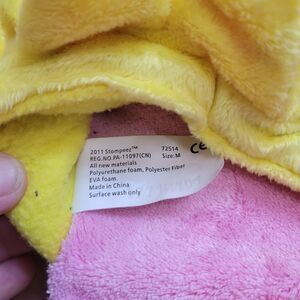 2011 Stompeez™ 72514 CE
REG.NO.PA-11097(CN) Size: M
All new materials
Polyurethane foam, Polyester Fiber
EVA foam.
Made in China
Surface wash only